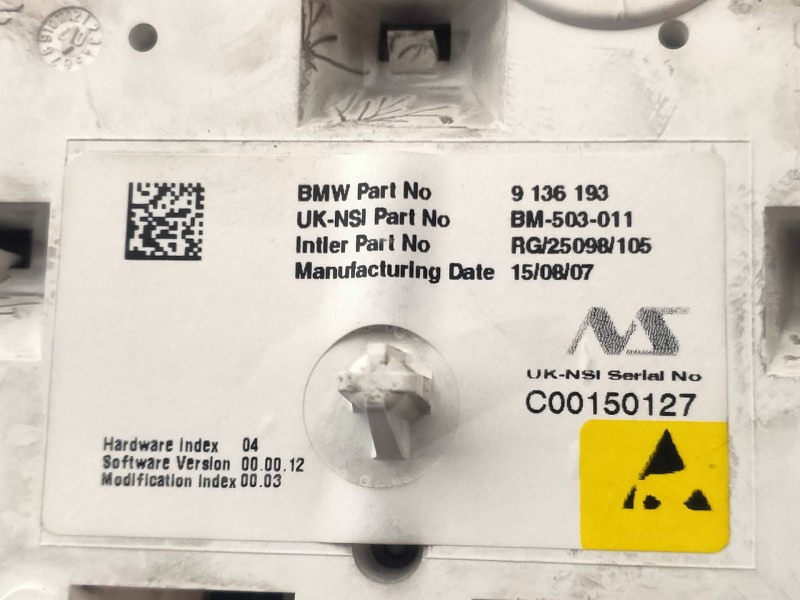 BMW Part No 9 136 193
UK-NSI Part No BM-503-011
Intier Part No RG/25098/105
Manufacturing Date 15/08/07
NS
UK-NSI Serial No
C00150127
Hardware Index 04
Software Version 00.00.12
Modification Index 00.03